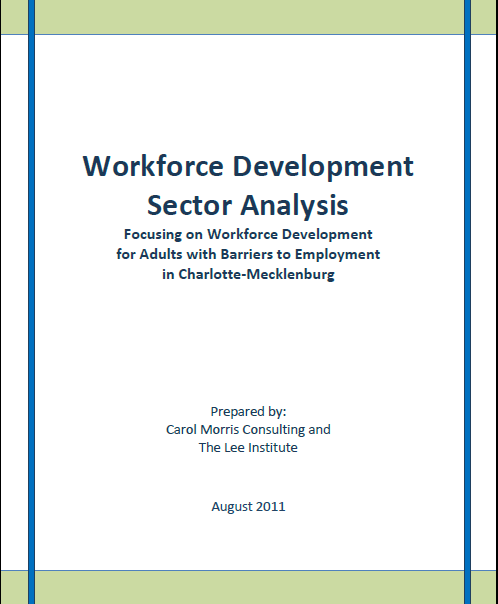 Workforce Development
Sector Analysis
Focusing on Workforce Development
for Adults with Barriers to Employment
in Charlotte-Mecklenburg
Prepared by:
Carol Morris Consulting and
The Lee Institute
August 2011